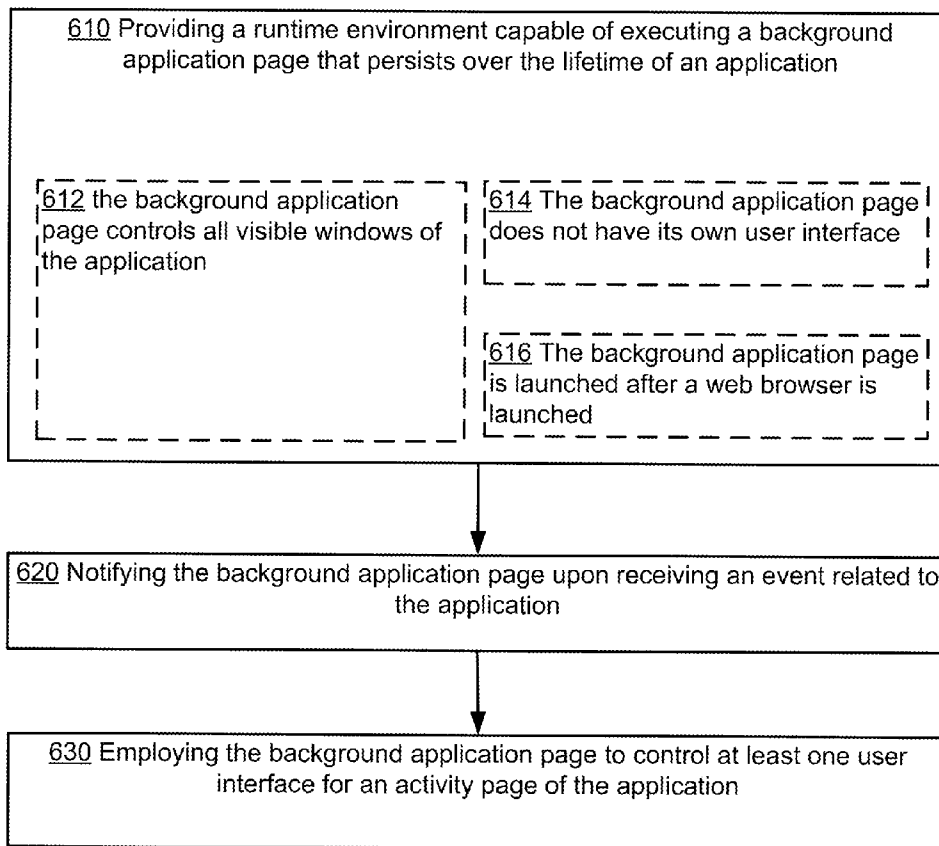 610 Providing a runtime environment capable of executing a background
application page that persists over the lifetime of an application
612 the background application
page controls all visible windows of
the application
614 The background application page
does not have its own user interface
616 The background application page
is launched after a web browser is
launched
620 Notifying the background application page upon receiving an event related to
the application
630 Employing the background application page to control at least one user
interface for an activity page of the application